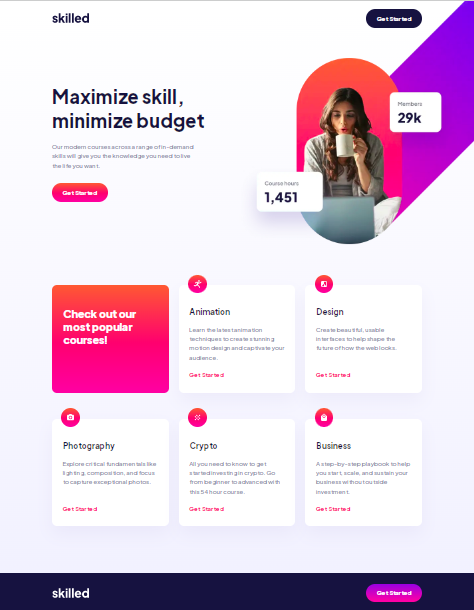 skilled
Get Started
Maximize skill,
minimize budget
Our modern courses across a range of in-demand
skills will give you the knowledge you need to live
the life you want.
Get Started
Members
29k
Course hours
1,451
Check out our
most popular
courses!
Animation
Learn the latest animation
techniques to create stunning
motion design and captivate your
audience.
Get Started
Design
Create beautiful, usable
interfaces to help shape the
future of how the web looks.
Get Started
Photography
Explore critical fundamentals like
lighting, composition, and focus
to capture exceptional photos.
Get Started
Crypto
All you need to know to get
started investing in crypto. Go
from beginner to advanced with
this 54 hour course.
Get Started
Business
A step-by-step playbook to help
you start, scale, and sustain your
business without outside
investment.
Get Started
skilled
Get Started